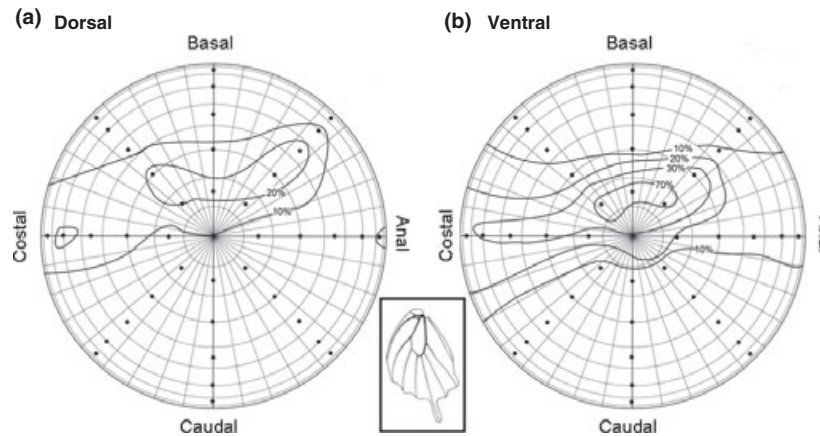 (a) Dorsal
Basal
Costal
Anal
Caudal
20%
10%
(b) Ventral
Basal
Costal
Caudal
10%
20%
30%
70%
10%